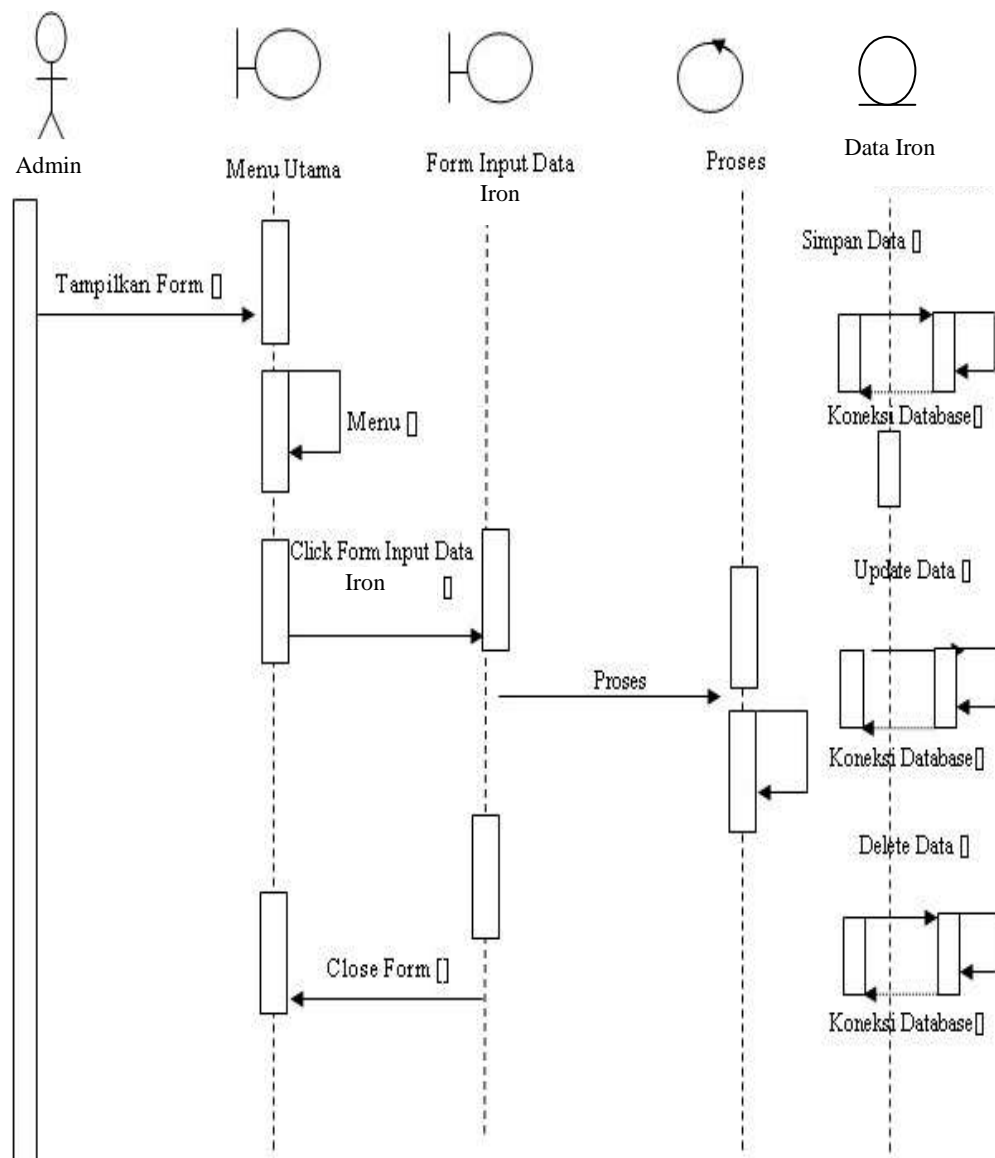 Admin
Menu Utama
Form Input Data
Iron
Proses
Data Iron
Simpan Data []
Tampilkan Form []
Koneksi Database[]
Menu []
Click Form Input Data
Iron []
Update Data []
Proses
Koneksi Database[]
Delete Data []
Close Form []
Koneksi Database[]